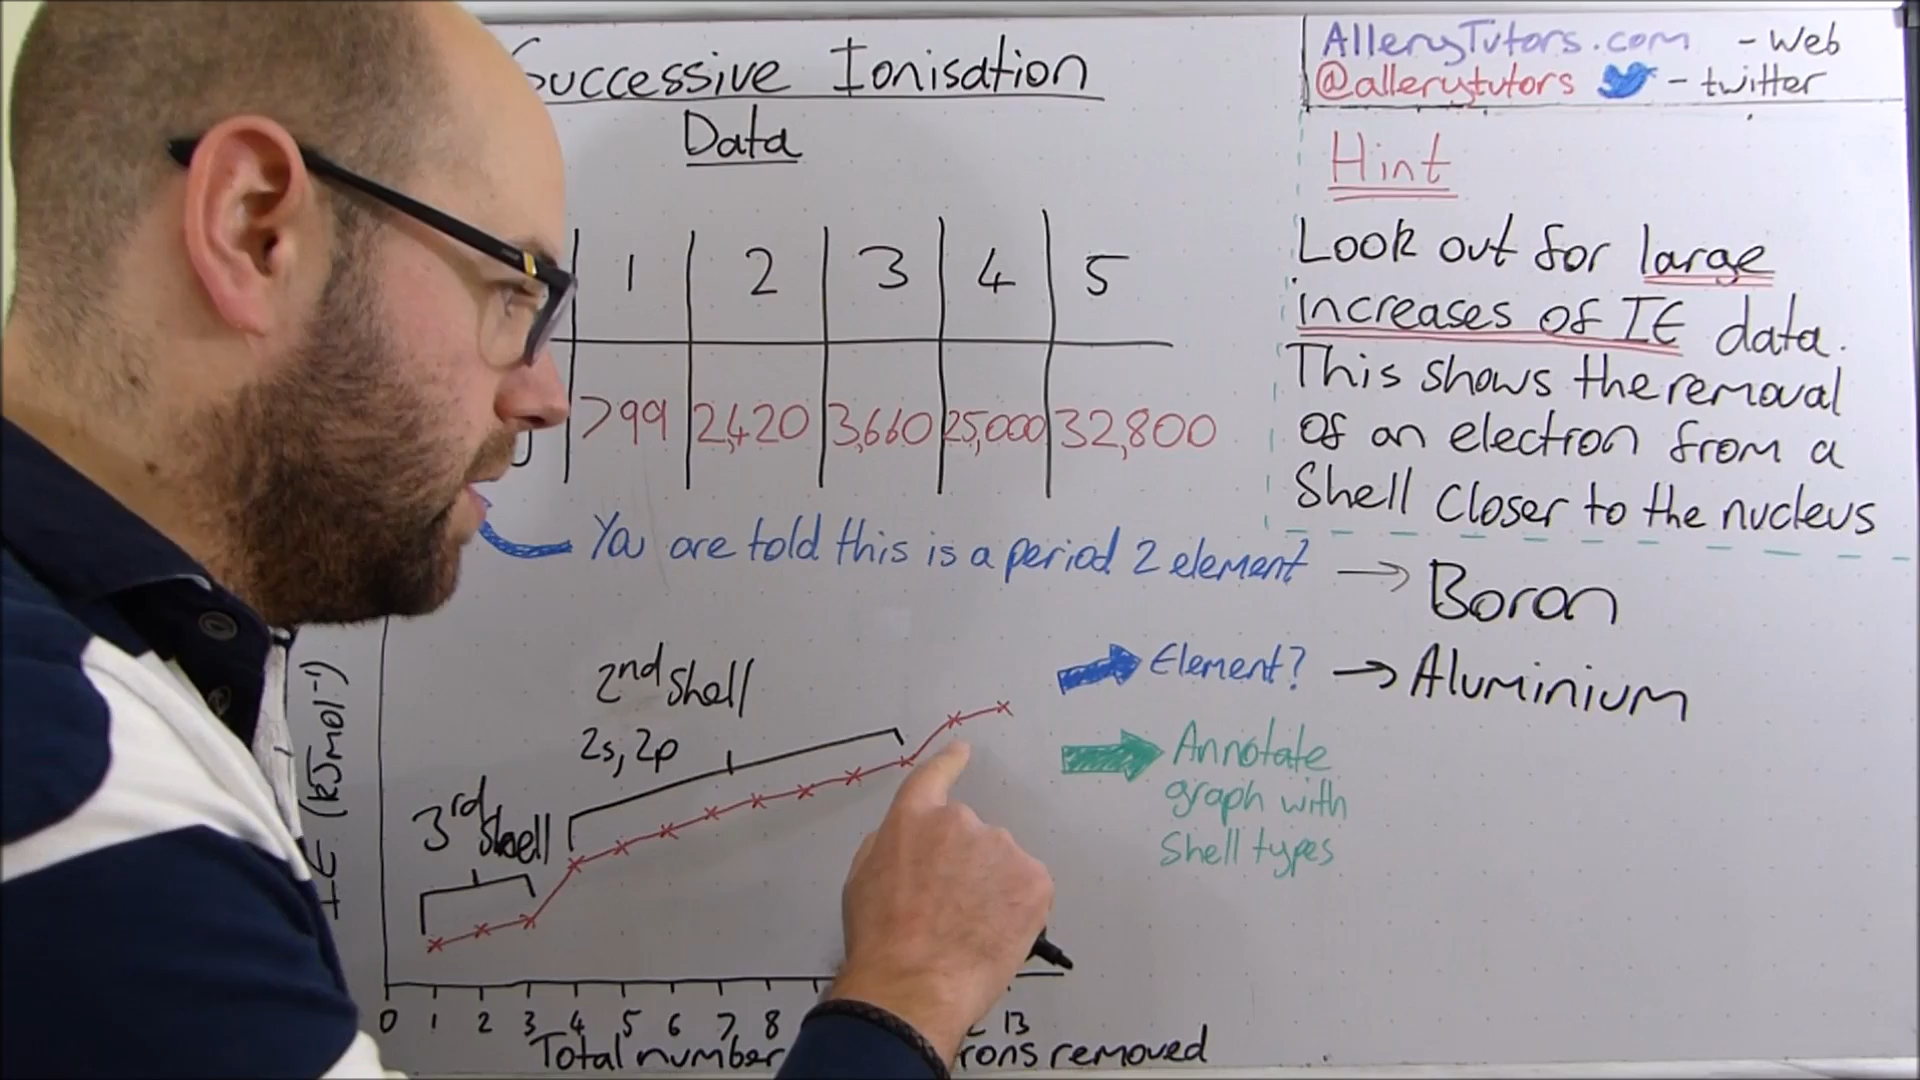 Successive Ionisation
Data
AlleryTutors.com - Web
@allerytutors - twitter
Hint
Look out for large
increases of IE data.
This shows the removal
of an electron from a
Shell closer to the nucleus
1 2 3 4 5
799 2,420 3,660 25,000 32,800
You are told this is a period 2 element? → Boron
Element? → Aluminium
Annotate
graph with
Shell types
2nd Shell
2s, 2p
3rd Shell
IE (kJmol⁻¹)
0 1 2 3 4 5 6 7 8 13
Total number removed